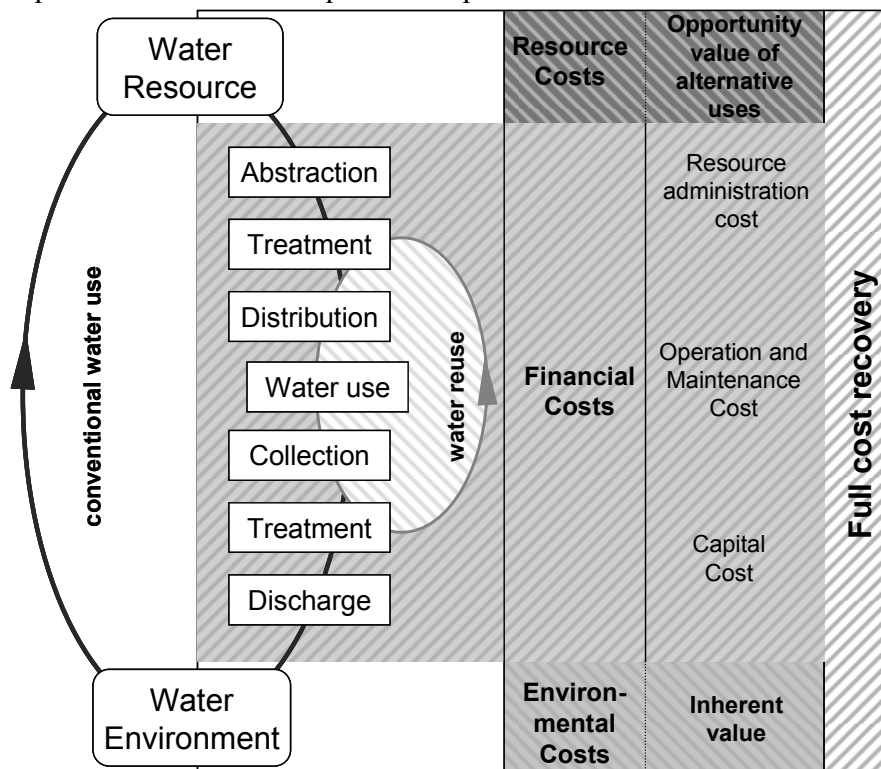 Water
Resource
Resource
Costs
Opportunity
value of
alternative
uses
Abstraction
Treatment
Distribution
Water use
Collection
Treatment
Discharge
conventional water use
water reuse
Financial
Costs
Resource
administration
cost
Operation and
Maintenance
Cost
Capital
Cost
Full cost recovery
Water
Environment
Environ-
mental
Costs
Inherent
value